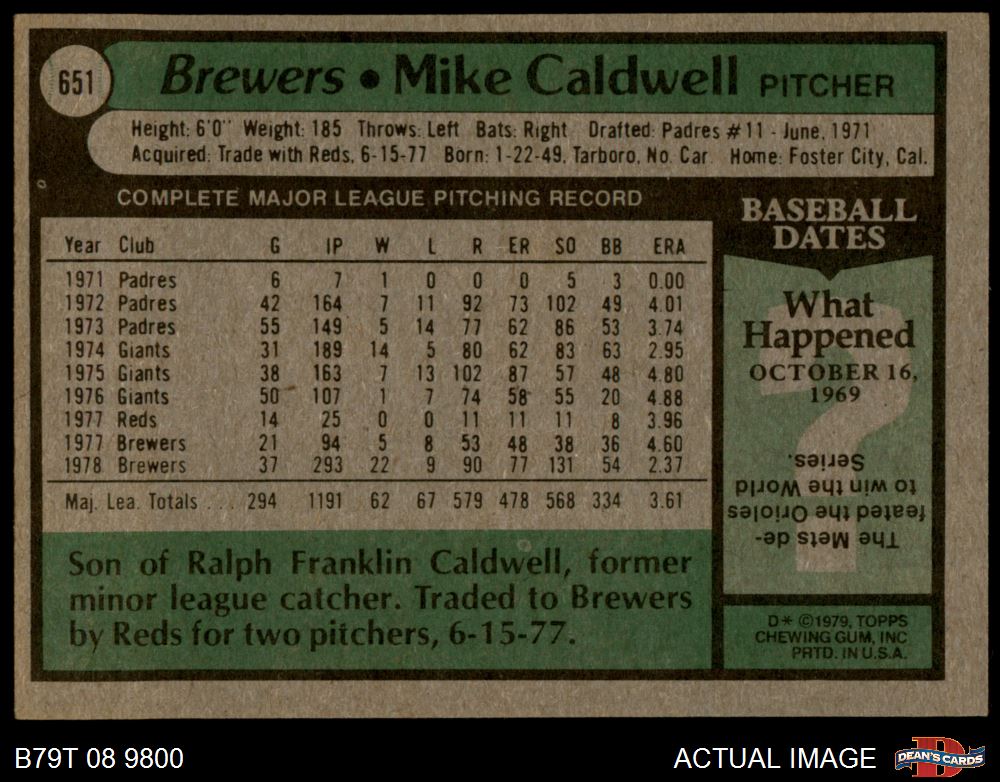 651
Brewers • Mike Caldwell PITCHER
Height: 6'0" Weight: 185 Throws: Left Bats: Right Drafted: Padres #11 - June, 1971
Acquired: Trade with Reds, 6-15-77 Born: 1-22-49, Tarboro, No. Car. Home: Foster City, Cal.
COMPLETE MAJOR LEAGUE PITCHING RECORD
Year Club G IP W L R ER SO BB ERA
1971 Padres 6 7 1 0 0 0 5 3 0.00
1972 Padres 42 164 7 11 92 73 102 49 4.01
1973 Padres 55 149 5 14 77 62 86 53 3.74
1974 Giants 31 189 14 5 80 62 83 63 2.95
1975 Giants 38 163 7 13 102 87 57 48 4.80
1976 Giants 50 107 1 7 74 58 55 20 4.88
1977 Reds 14 25 0 0 11 11 11 8 3.96
1977 Brewers 21 94 5 8 53 48 38 36 4.60
1978 Brewers 37 293 22 9 90 77 131 54 2.37
Maj. Lea. Totals ... 294 1191 62 67 579 478 568 334 3.61
Son of Ralph Franklin Caldwell, former
minor league catcher. Traded to Brewers
by Reds for two pitchers, 6-15-77.
BASEBALL
DATES
What
Happened
OCTOBER 16,
1969
The Mets de-
feated the Orioles
to win the World
Series.
D* ©1979, TOPPS
CHEWING GUM, INC
PRTD. IN U.S.A.
B79T 08 9800
ACTUAL IMAGE
D
DEAN'S CARDS